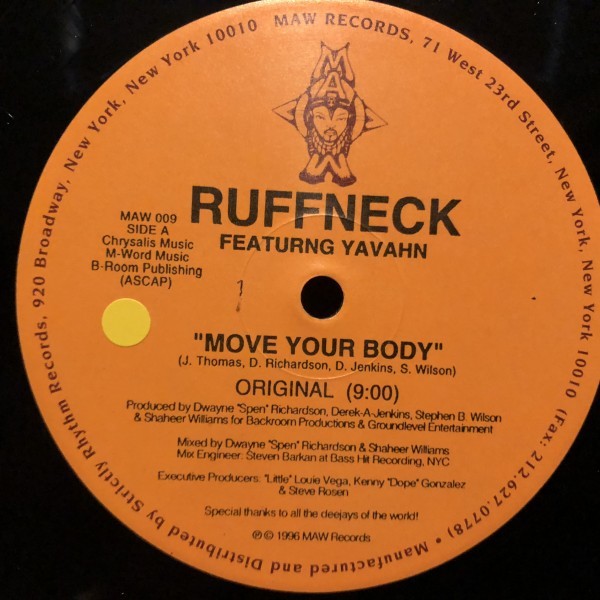 MAW RECORDS, 71 West 23rd Street, New York, New York 10010 (Fax: 212.627.0778) • Manufactured and Distributed by Strictly Rhythm Records, 920 Broadway, New York, New York 10010
MAW
RUFFNECK
FEATURNG YAVAHN
MAW 009
SIDE A
Chrysalis Music
M-Word Music
B-Room Publishing
(ASCAP)
"MOVE YOUR BODY"
(J. Thomas, D. Richardson, D. Jenkins, S. Wilson)
ORIGINAL (9:00)
Produced by Dwayne "Spen" Richardson, Derek-A-Jenkins, Stephen B. Wilson
& Shaheer Williams for Backroom Productions & Groundlevel Entertainment
Mixed by Dwayne "Spen" Richardson & Shaheer Williams
Mix Engineer: Steven Barkan at Bass Hit Recording, NYC
Executive Producers: "Little" Louie Vega, Kenny "Dope" Gonzalez
& Steve Rosen
Special thanks to all the deejays of the world!
℗ © 1996 MAW Records